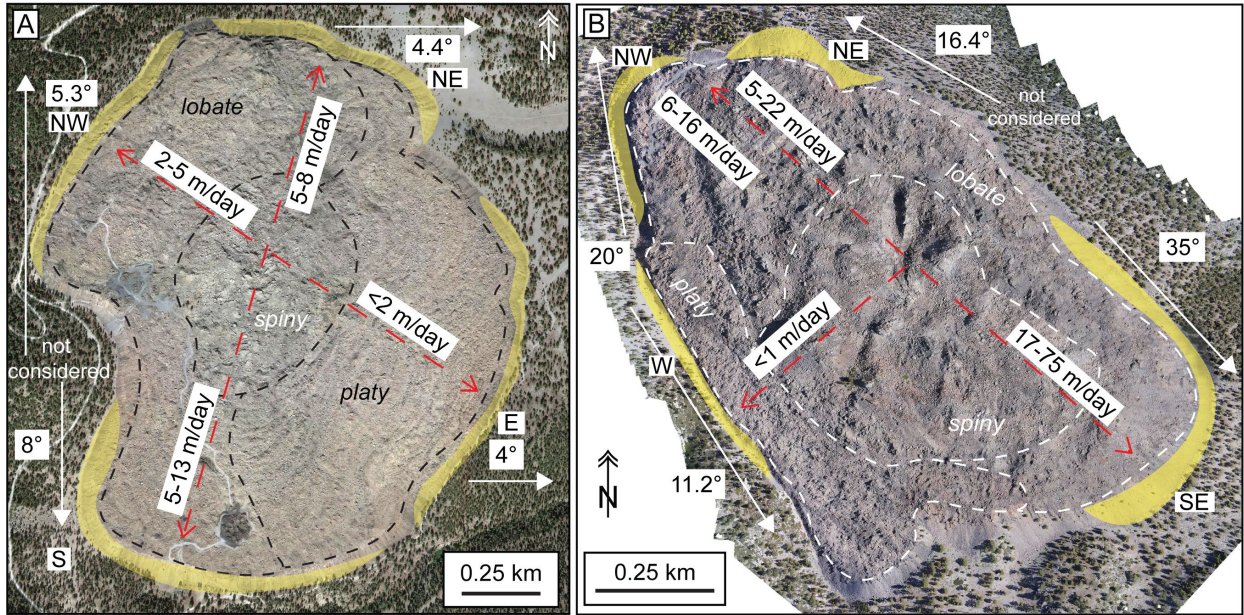 A
4.4°
N
NE
5.3°
NW
lobate
2-5 m/day
5-8 m/day
not
considered
spiny
<2 m/day
platy
E
4°
5-13 m/day
8°
S
0.25 km
B
NW
NE
16.4°
not
considered
5-22 m/day
6-16 m/day
lobate
20°
35°
platy
<1 m/day
W
17-75 m/day
spiny
N
11.2°
SE
0.25 km